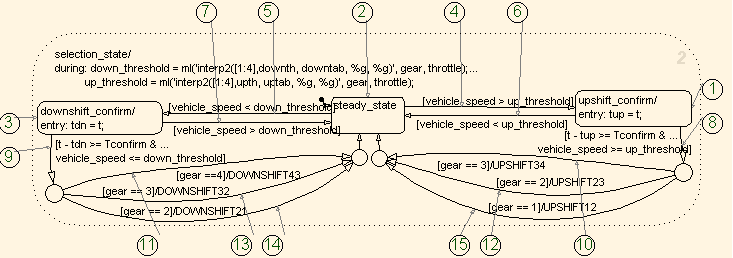 7
5
2
4
6
selection_state/
during: down_threshold = ml('interp2([1:4],downth, downtab, %g, %g)', gear, throttle);...
up_threshold = ml('interp2([1:4],upth, uptab, %g, %g)', gear, throttle);
2
1
downshift_confirm/
entry: tdn = t;
[vehicle_speed < down_threshold]
steady_state
[vehicle_speed > up_threshold]
upshift_confirm/
entry: tup = t;
3
[vehicle_speed > down_threshold]
[vehicle_speed < up_threshold]
8
9
[t - tdn >= Tconfirm & ...
vehicle_speed <= down_threshold]
[t - tup >= Tconfirm & ...
vehicle_speed >= up_threshold]
[gear ==4]/DOWNSHIFT43
[gear == 3]/DOWNSHIFT32
[gear == 2]/DOWNSHIFT21
[gear == 3]/UPSHIFT34
[gear == 2]/UPSHIFT23
[gear == 1]/UPSHIFT12
11
13
14
15
12
10